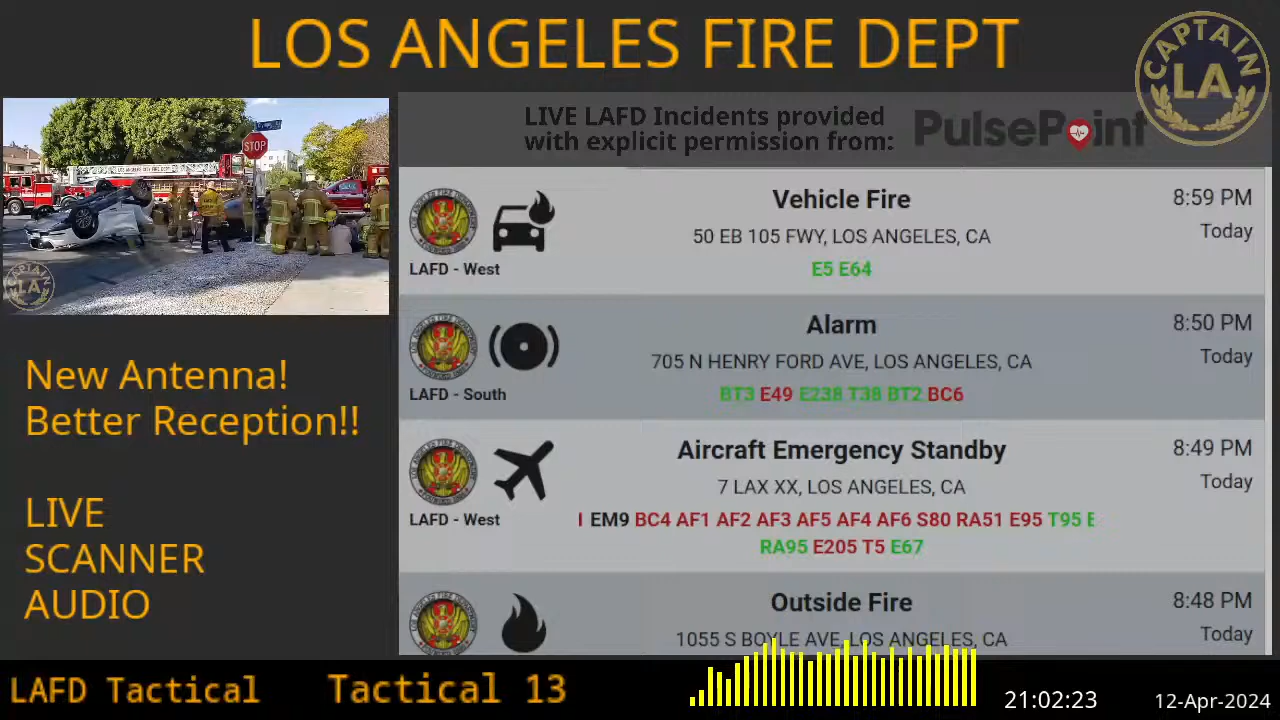 LOS ANGELES FIRE DEPT
CAPTAIN
LA
LIVE LAFD Incidents provided
with explicit permission from:
PulsePoint
STOP
CAPTAIN
LA
Vehicle Fire
8:59 PM
50 EB 105 FWY, LOS ANGELES, CA
Today
LAFD - West
E5 E64
Alarm
8:50 PM
705 N HENRY FORD AVE, LOS ANGELES, CA
Today
LAFD - South
BT3 E49 E238 T38 BT2 BC6
Aircraft Emergency Standby
8:49 PM
7 LAX XX, LOS ANGELES, CA
Today
LAFD - West
EM9 BC4 AF1 AF2 AF3 AF5 AF4 AF6 S80 RA51 E95 T95
RA95 E205 T5 E67
Outside Fire
8:48 PM
1055 S BOYLE AVE, LOS ANGELES, CA
Today
New Antenna!
Better Reception!!
LIVE
SCANNER
AUDIO
LAFD Tactical
Tactical 13
21:02:23
12-Apr-2024